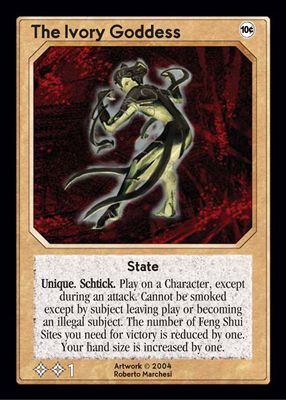 The Ivory Goddess
10¢
State
Unique. Schtick. Play on a Character, except
during an attack. Cannot be smoked
except by subject leaving play or becoming
an illegal subject. The number of Feng Shui
Sites you need for victory is reduced by one.
Your hand size is increased by one.
1
Artwork © 2004
Roberto Marchesi